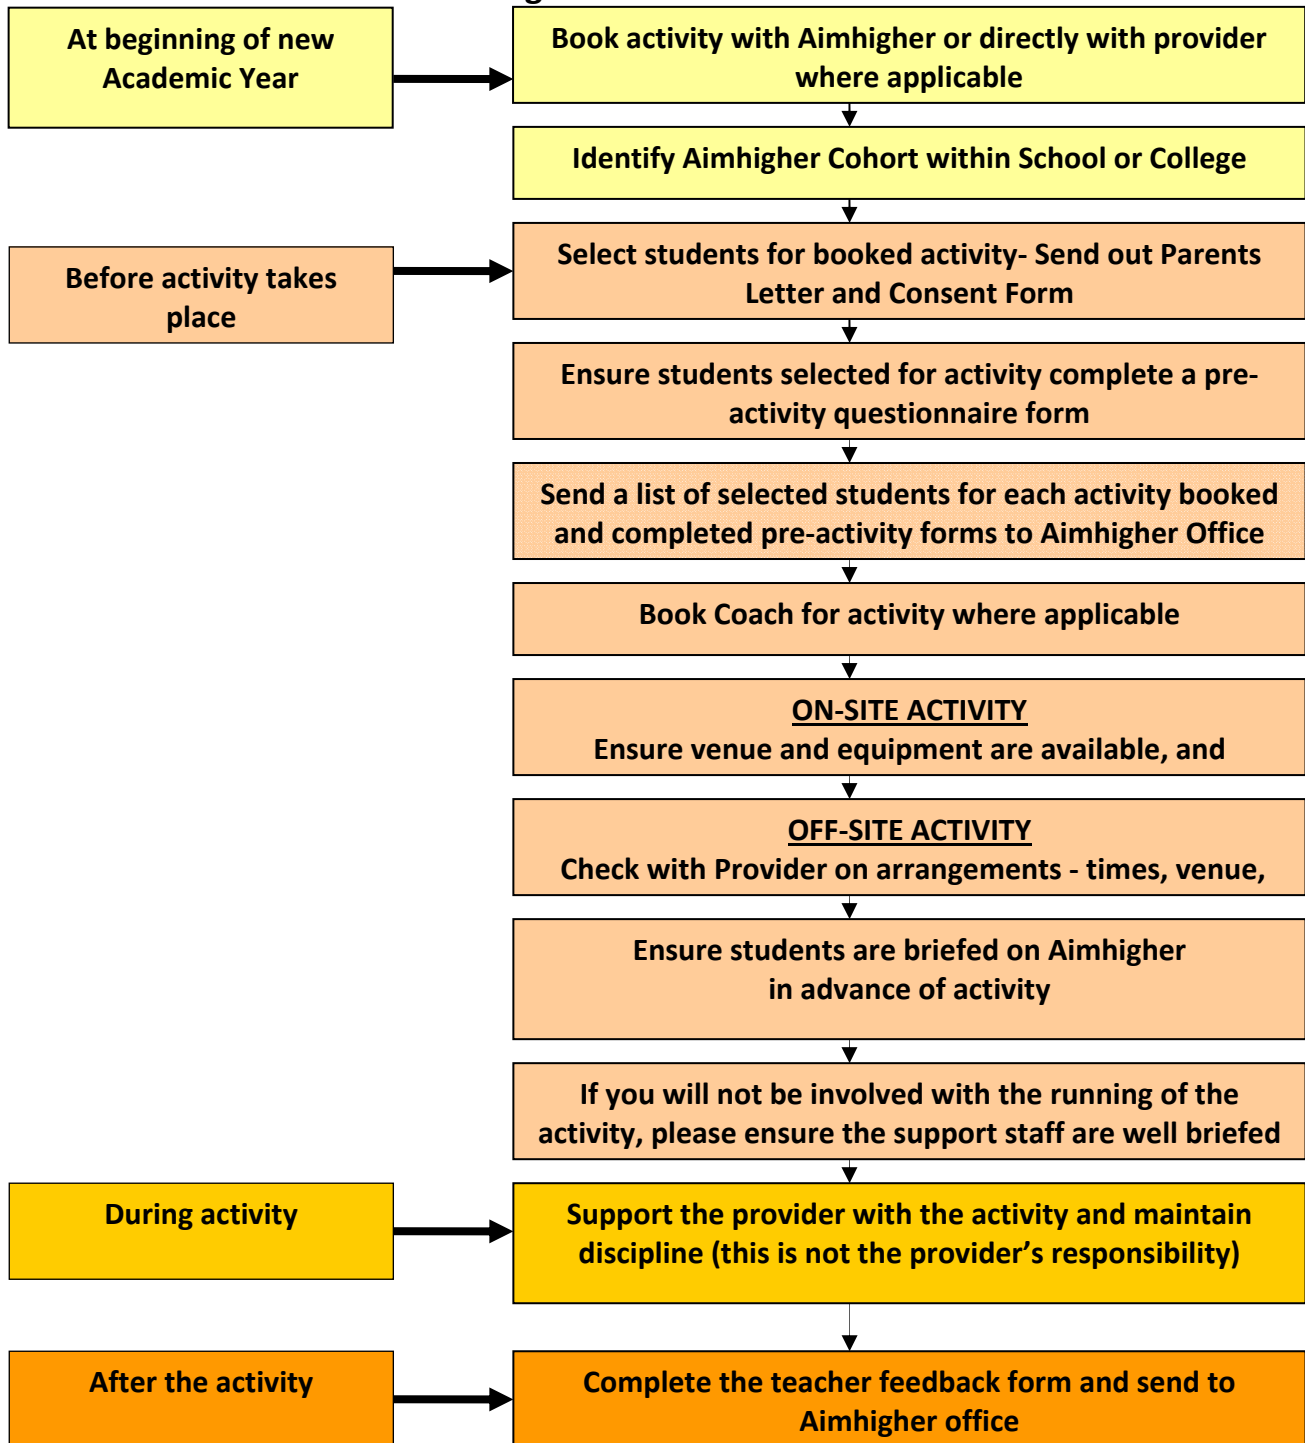 At beginning of new
Academic Year
Book activity with Aimhigher or directly with provider
where applicable
Identify Aimhigher Cohort within School or College
Before activity takes
place
Select students for booked activity- Send out Parents
Letter and Consent Form
Ensure students selected for activity complete a pre-
activity questionnaire form
Send a list of selected students for each activity booked
and completed pre-activity forms to Aimhigher Office
Book Coach for activity where applicable
ON-SITE ACTIVITY
Ensure venue and equipment are available, and
OFF-SITE ACTIVITY
Check with Provider on arrangements - times, venue,
Ensure students are briefed on Aimhigher
in advance of activity
If you will not be involved with the running of the
activity, please ensure the support staff are well briefed
During activity
Support the provider with the activity and maintain
discipline (this is not the provider’s responsibility)
After the activity
Complete the teacher feedback form and send to
Aimhigher office